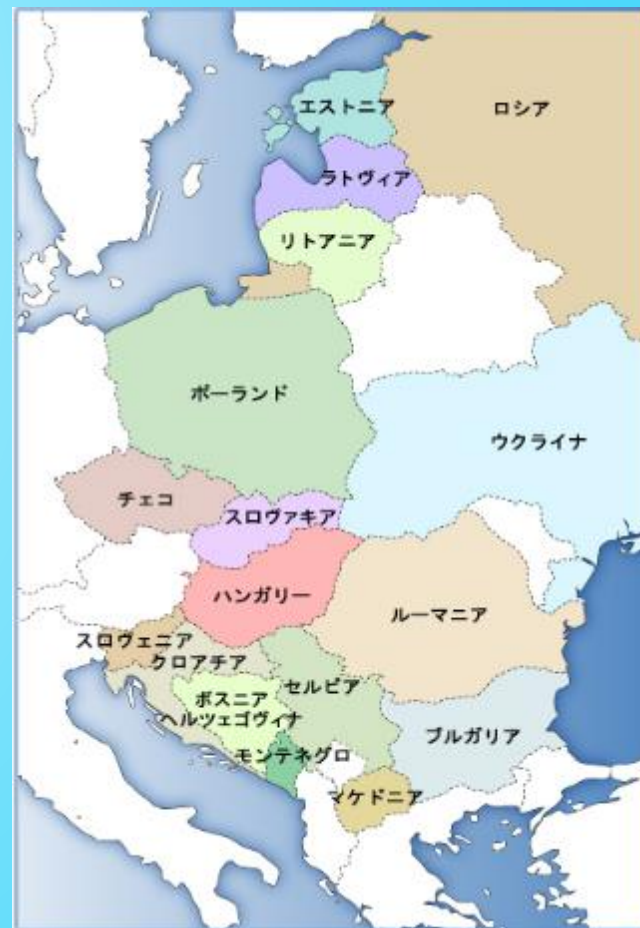 エストニア
ロシア
ラトヴィア
リトアニア
ポーランド
ウクライナ
チェコ
スロヴァキア
ハンガリー
ルーマニア
スロヴェニア
クロアチア
セルビア
ボスニア
ヘルツェゴヴィナ
ブルガリア
モンテネグロ
マケドニア